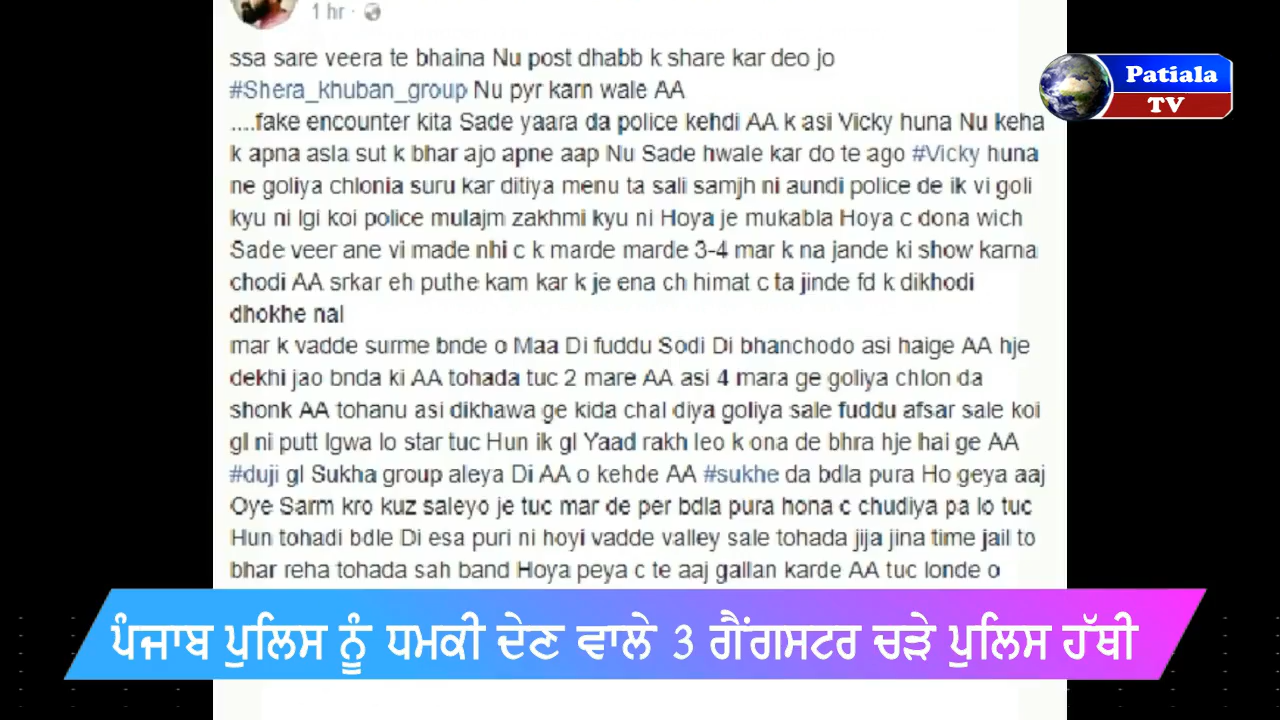 1 hr ·
ssa sare veera te bhaina Nu post dhabb k share kar deo jo
#Shera_khuban_group Nu pyr karn wale AA
....fake encounter kita Sade yaara da police kehdi AA k asi Vicky huna Nu keha
k apna asla sut k bhar ajo apne aap Nu Sade hwale kar do te ago #Vicky huna
ne goliya chlonia suru kar ditiya menu ta sali samjh ni aundi police de ik vi goli
kyu ni lgi koi police mulajm zakhmi kyu ni Hoya je mukabla Hoya c dona wich
Sade veer ane vi made nhi c k marde marde 3-4 mar k na jande ki show karna
chodi AA srkar eh puthe kam kar k je ena ch himat c ta jinde fd k dikhodi
dhokhe nal
mar k vadde surme bnde o Maa Di fuddu Sodi Di bhanchodo asi haige AA hje
dekhi jao bnda ki AA tohada tuc 2 mare AA asi 4 mara ge goliya chlon da
shonk AA tohanu asi dikhawa ge kida chal diya goliya sale fuddu afsar sale koi
gl ni putt lgwa lo star tuc Hun ik gl Yaad rakh leo k ona de bhra hje hai ge AA
#duji gl Sukha group aleya Di AA o kehde AA #sukhe da bdla pura Ho geya aaj
Oye Sarm kro kuz saleyo je tuc mar de per bdla pura hona c chudiya pa lo tuc
Hun tohadi bdle Di esa puri ni hoyi vadde valley sale tohada jija jina time jail to
bhar reha tohada sah band Hoya peya c te aaj gallan karde AA tuc londe o
Patiala
TV
ਪੰਜਾਬ ਪੁਲਿਸ ਨੂੰ ਧਮਕੀ ਦੇਣ ਵਾਲੇ 3 ਗੈਂਗਸਟਰ ਚੜੇ ਪੁਲਿਸ ਹੱਥੀ